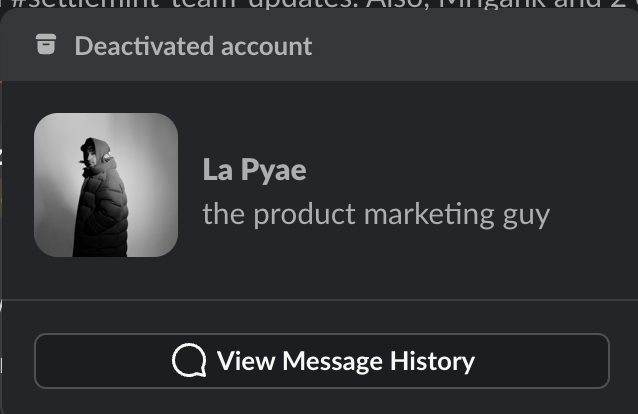 #settlemint-team-updates. Also, Mrigank and 2
Deactivated account
La Pyae
the product marketing guy
View Message History